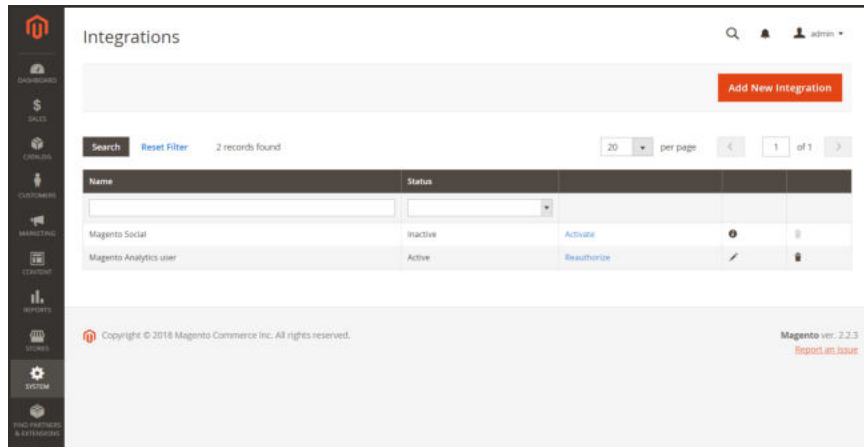 Integrations
admin
DASHBOARD
SALES
CATALOG
CUSTOMERS
MARKETING
CONTENT
REPORTS
STORES
SYSTEM
FIND PARTNERS
& EXTENSIONS
Add New Integration
Search Reset Filter 2 records found 20 per page 1 of 1
Name Status
Magento Social Inactive Activate
Magento Analytics user Active Reauthorize
Copyright © 2018 Magento Commerce Inc. All rights reserved.
Magento ver. 2.2.3
Report an Issue